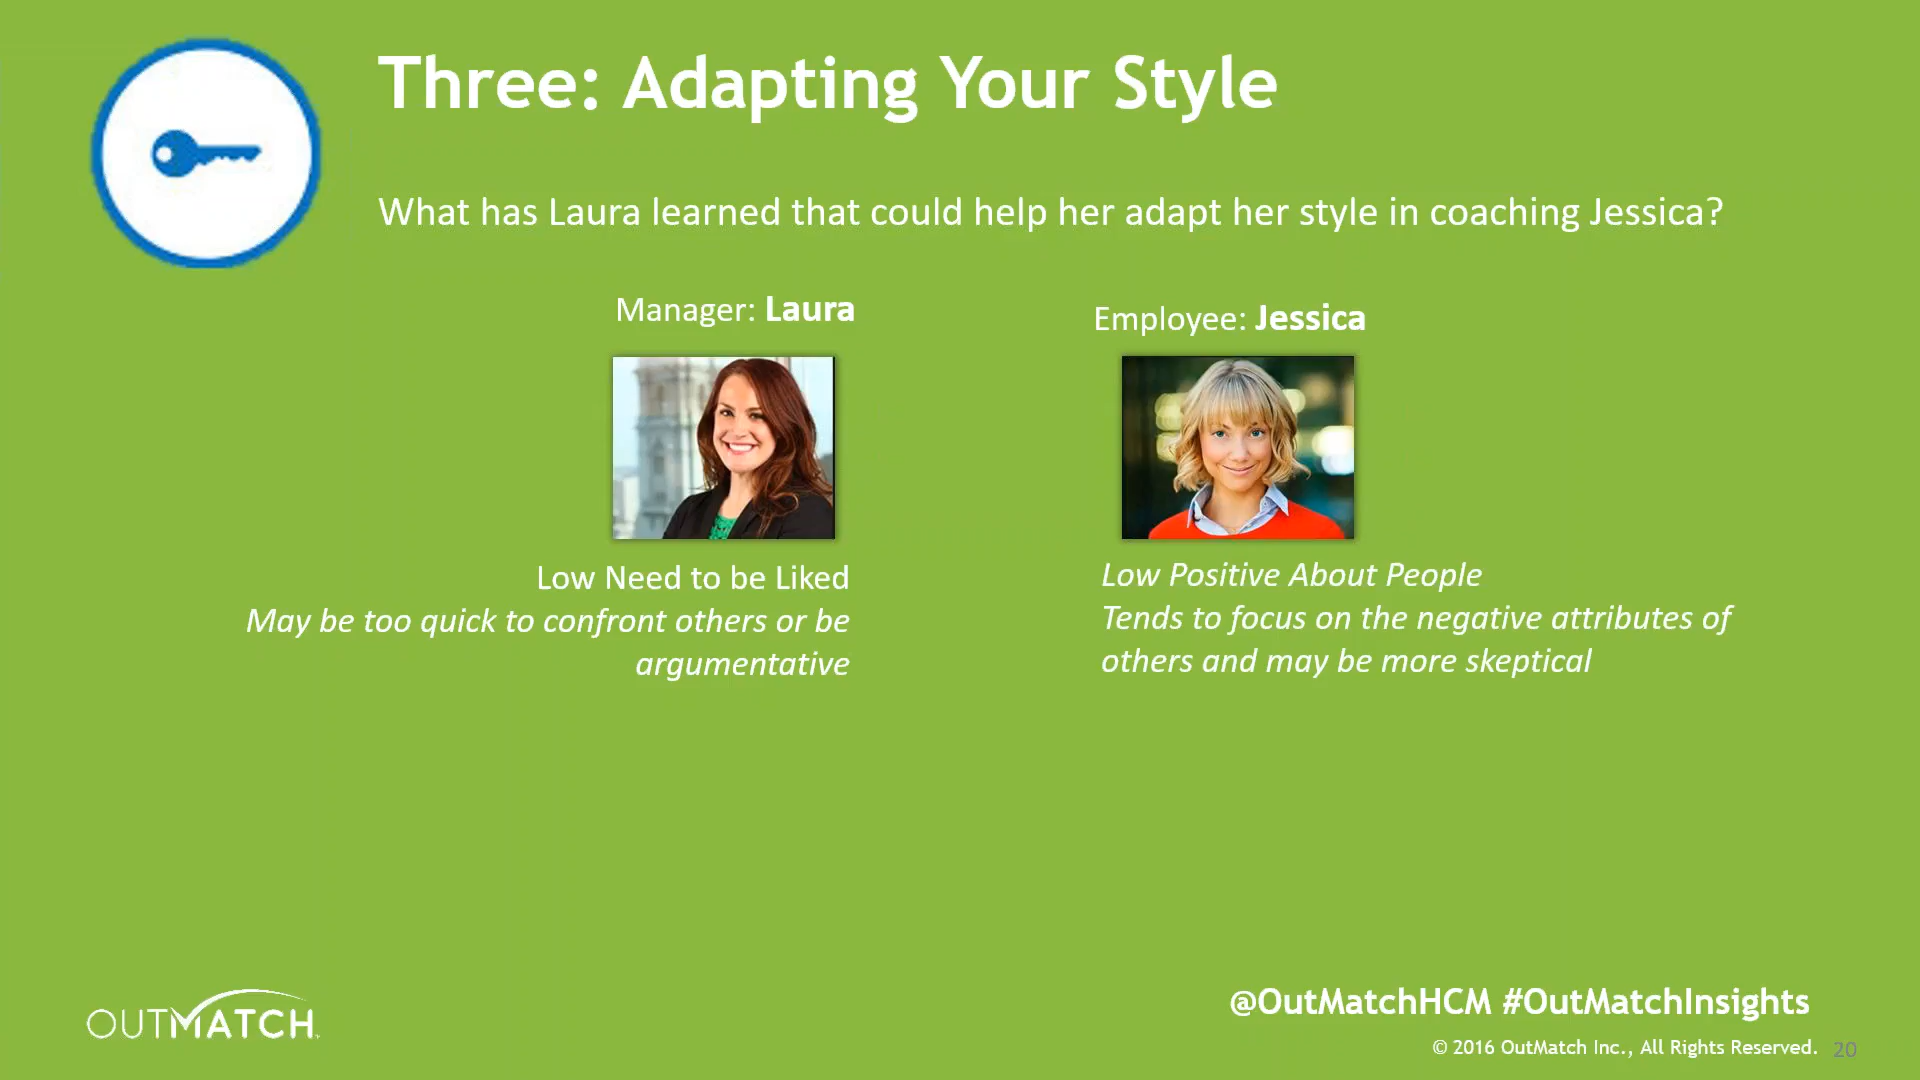 Three: Adapting Your Style
What has Laura learned that could help her adapt her style in coaching Jessica?
Manager: Laura
Employee: Jessica
Low Need to be Liked
May be too quick to confront others or be
argumentative
Low Positive About People
Tends to focus on the negative attributes of
others and may be more skeptical
OUTMATCH
@OutMatchHCM #OutMatchInsights
© 2016 OutMatch Inc., All Rights Reserved. 20